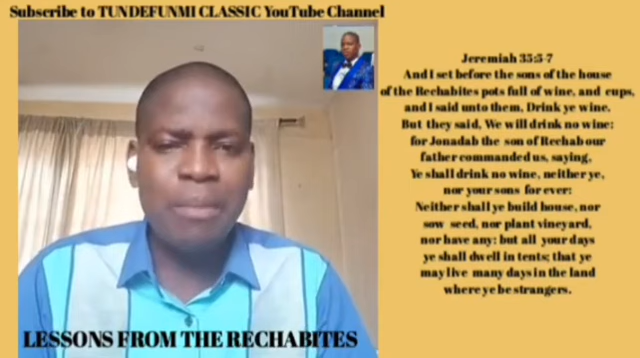 Subscribe to TUNDEFUNMI CLASSIC YouTube Channel
Jeremiah 35:5-7
And I set before the sons of the house
of the Rechabites pots full of wine, and cups,
and I said unto them, Drink ye wine.
But they said, We will drink no wine:
for Jonadab the son of Rechab our
father commanded us, saying,
Ye shall drink no wine, neither ye,
nor your sons for ever:
Neither shall ye build house, nor
sow seed, nor plant vineyard,
nor have any: but all your days
ye shall dwell in tents; that ye
may live many days in the land
where ye be strangers.
LESSONS FROM THE RECHABITES